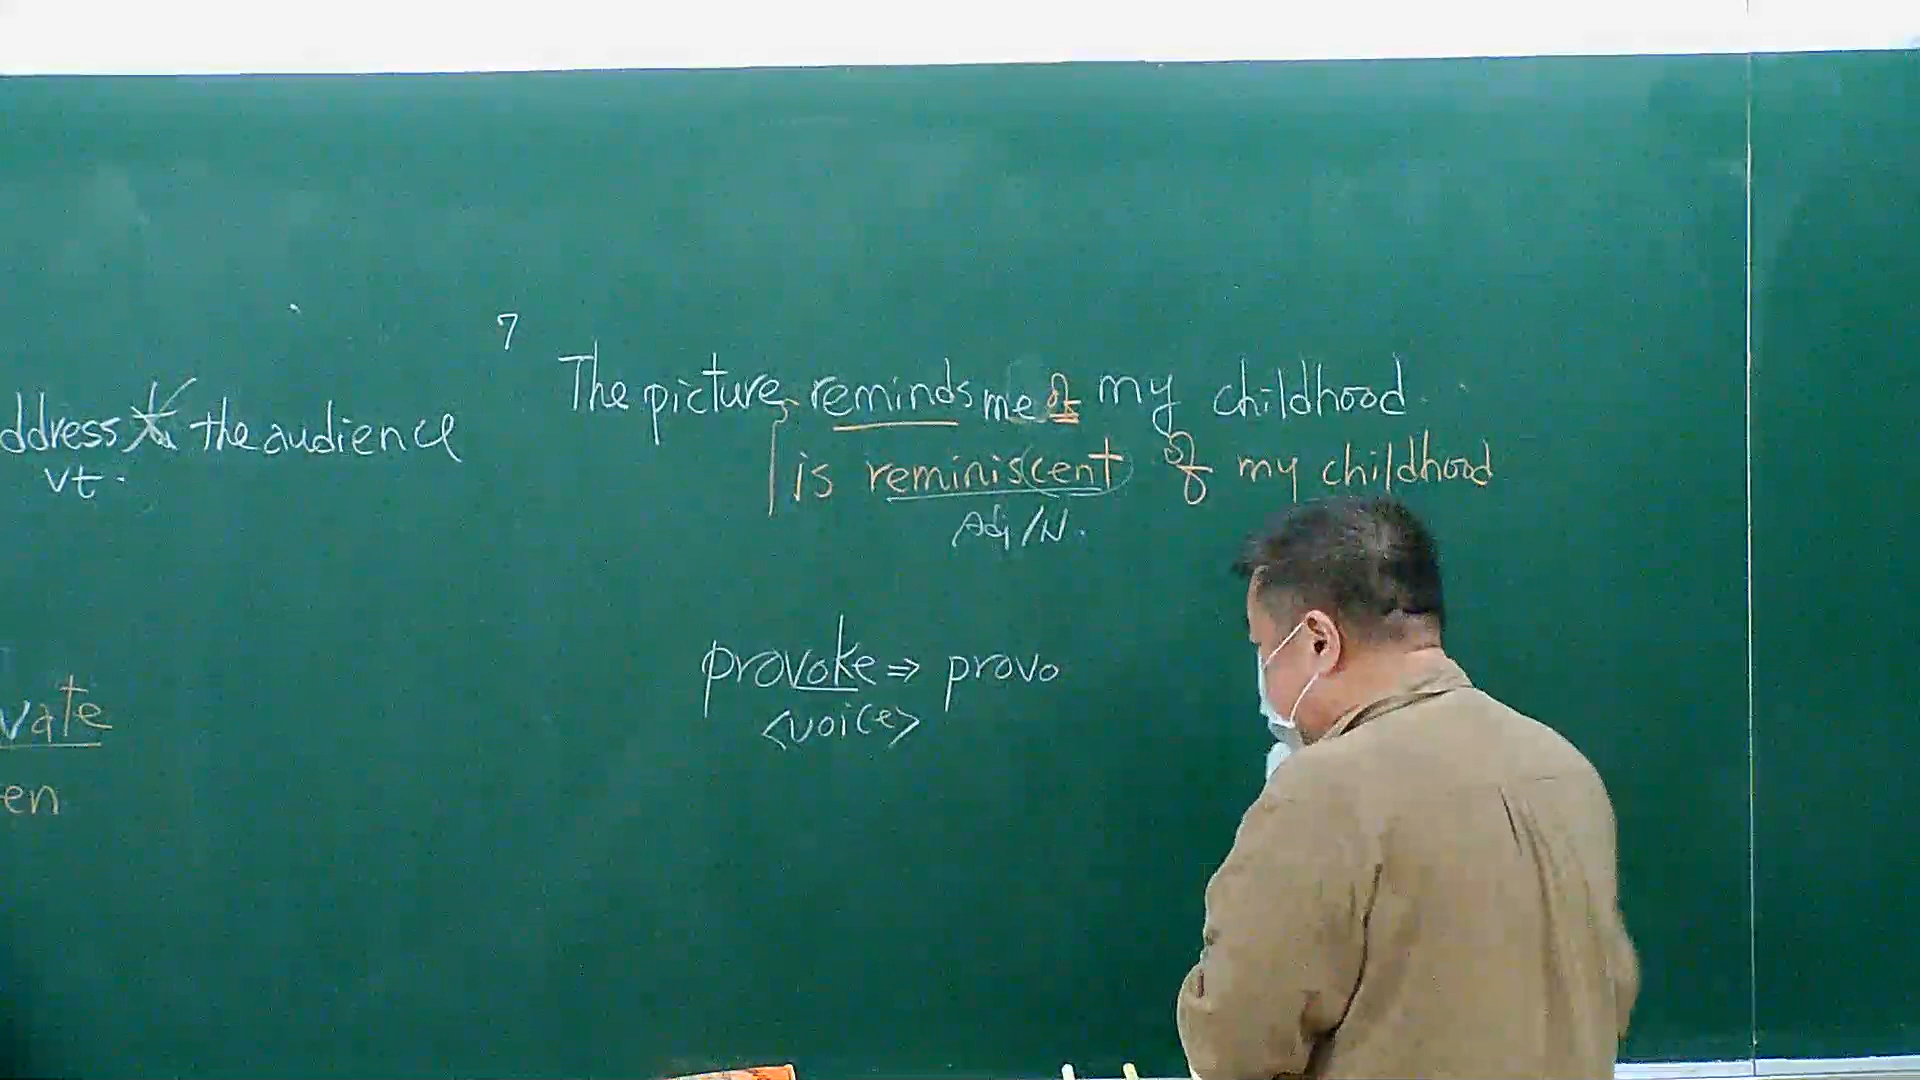 7
The picture reminds me of my childhood.
is reminiscent of my childhood
Adj/N.
ddress to the audience
vt.
provoke ⇒ provo
<voice>
vate
en